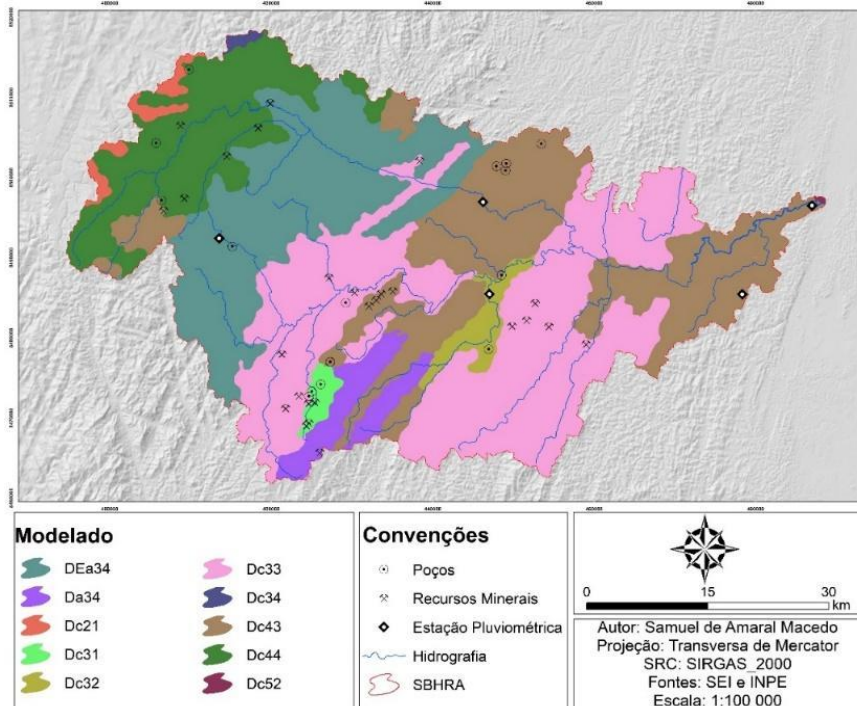 Modelado
DEa34
Da34
Dc21
Dc31
Dc32
Dc33
Dc34
Dc43
Dc44
Dc52
Convenções
Poços
Recursos Minerais
Estação Pluviométrica
Hidrografia
SBHRA
0 15 30
km
Autor: Samuel de Amaral Macedo
Projeção: Transversa de Mercator
SRC: SIRGAS_2000
Fontes: SEI e INPE
Escala: 1:100 000